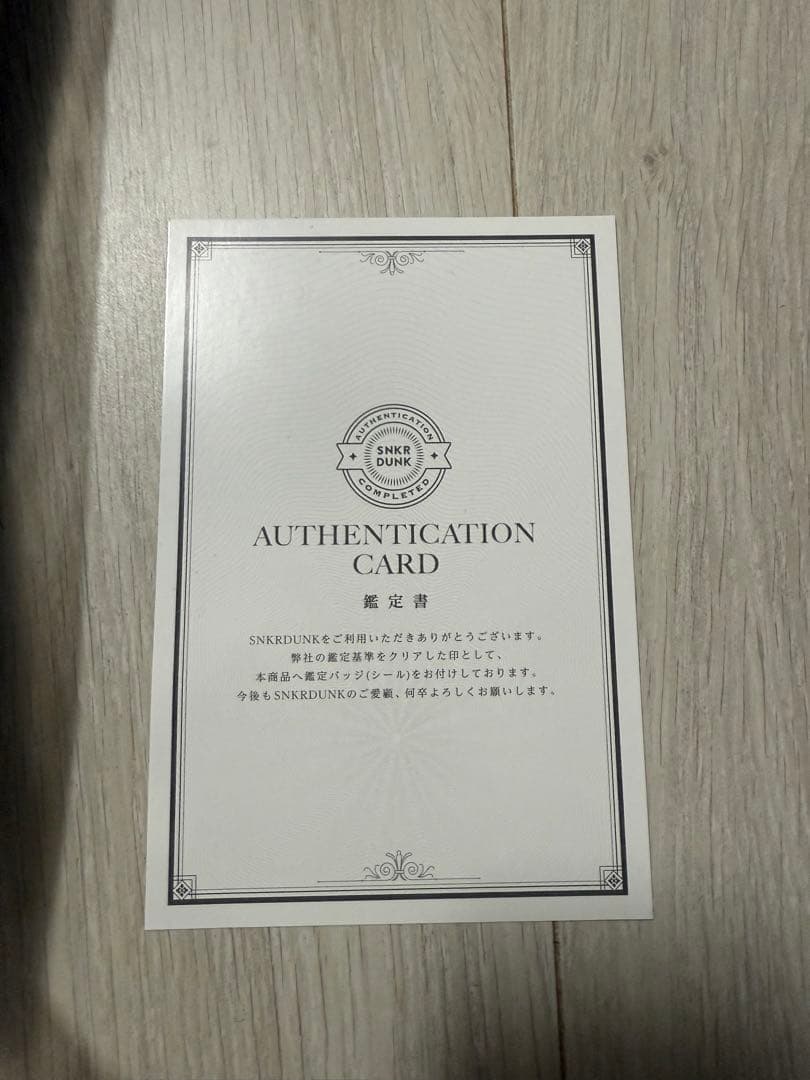 AUTHENTICATION
SNKR
DUNK
COMPLETED
AUTHENTICATION
CARD
鑑定書
SNKRDUNKをご利用いただきありがとうございます。
弊社の鑑定基準をクリアした印として、
本商品へ鑑定バッジ(シール)をお付けしております。
今後もSNKRDUNKのご愛顧、何卒よろしくお願いします。